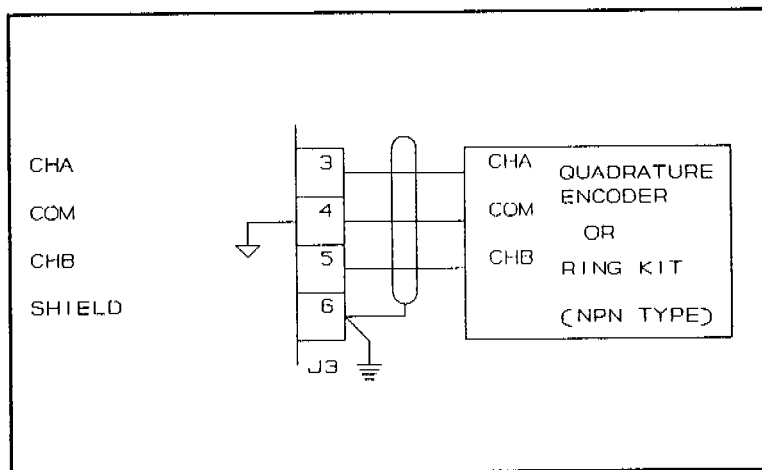 CHA 3 CHA QUADRATURE
ENCODER
COM 4 COM
OR
CHB 5 CHB RING KIT
SHIELD 6 (NPN TYPE)
J3